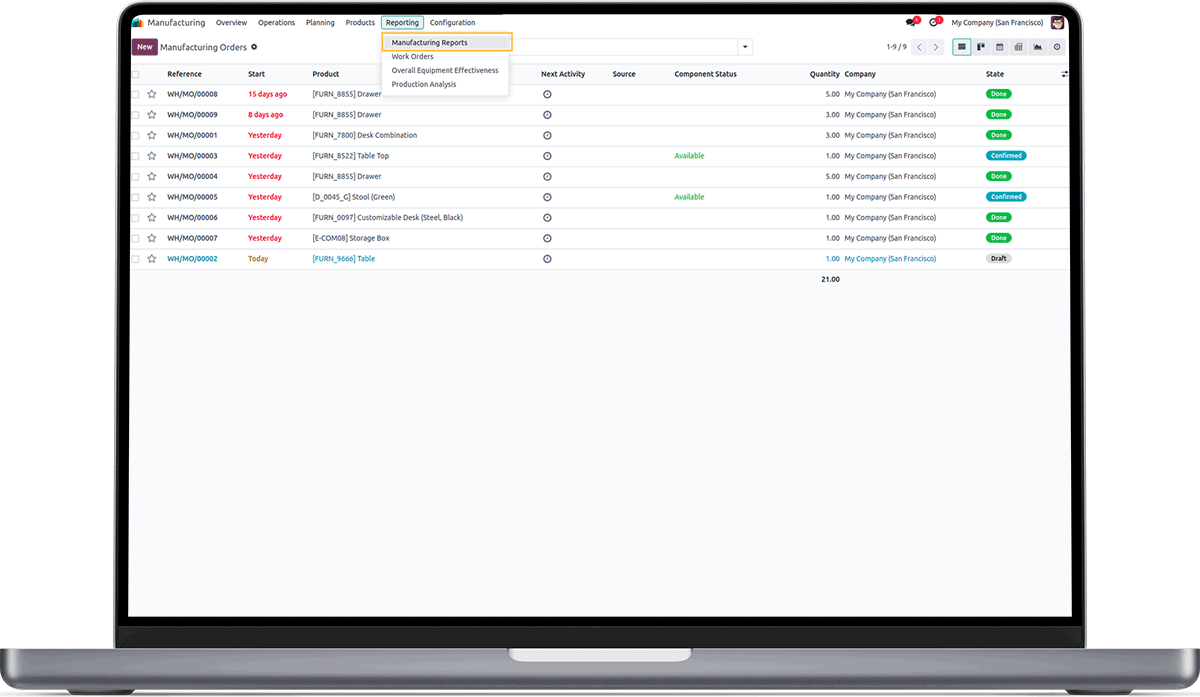 Manufacturing Overview Operations Planning Products Reporting Configuration 6 1 My Company (San Francisco)
New Manufacturing Orders 1-9 / 9
Manufacturing Reports
Work Orders
Overall Equipment Effectiveness
Production Analysis
Reference Start Product Next Activity Source Component Status Quantity Company State
WH/MO/00008 15 days ago [FURN_8855] Drawer 5.00 My Company (San Francisco) Done
WH/MO/00009 8 days ago [FURN_8855] Drawer 3.00 My Company (San Francisco) Done
WH/MO/00001 Yesterday [FURN_7800] Desk Combination 3.00 My Company (San Francisco) Done
WH/MO/00003 Yesterday [FURN_8522] Table Top Available 1.00 My Company (San Francisco) Confirmed
WH/MO/00004 Yesterday [FURN_8855] Drawer 5.00 My Company (San Francisco) Done
WH/MO/00005 Yesterday [D_0045_G] Stool (Green) Available 1.00 My Company (San Francisco) Confirmed
WH/MO/00006 Yesterday [FURN_0097] Customizable Desk (Steel, Black) 1.00 My Company (San Francisco) Done
WH/MO/00007 Yesterday [E-COM08] Storage Box 1.00 My Company (San Francisco) Done
WH/MO/00002 Today [FURN_9666] Table 1.00 My Company (San Francisco) Draft
21.00